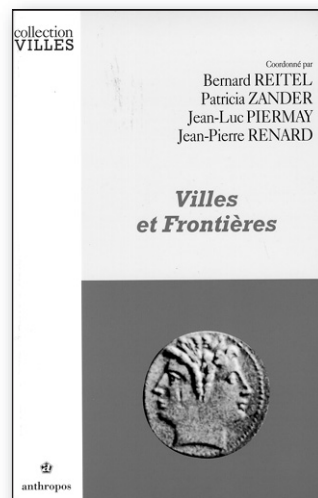 collection
VILLES
Coordonné par
Bernard REITEL
Patricia ZANDER
Jean-Luc PIERMAY
Jean-Pierre RENARD
Villes
et Frontières
anthropos